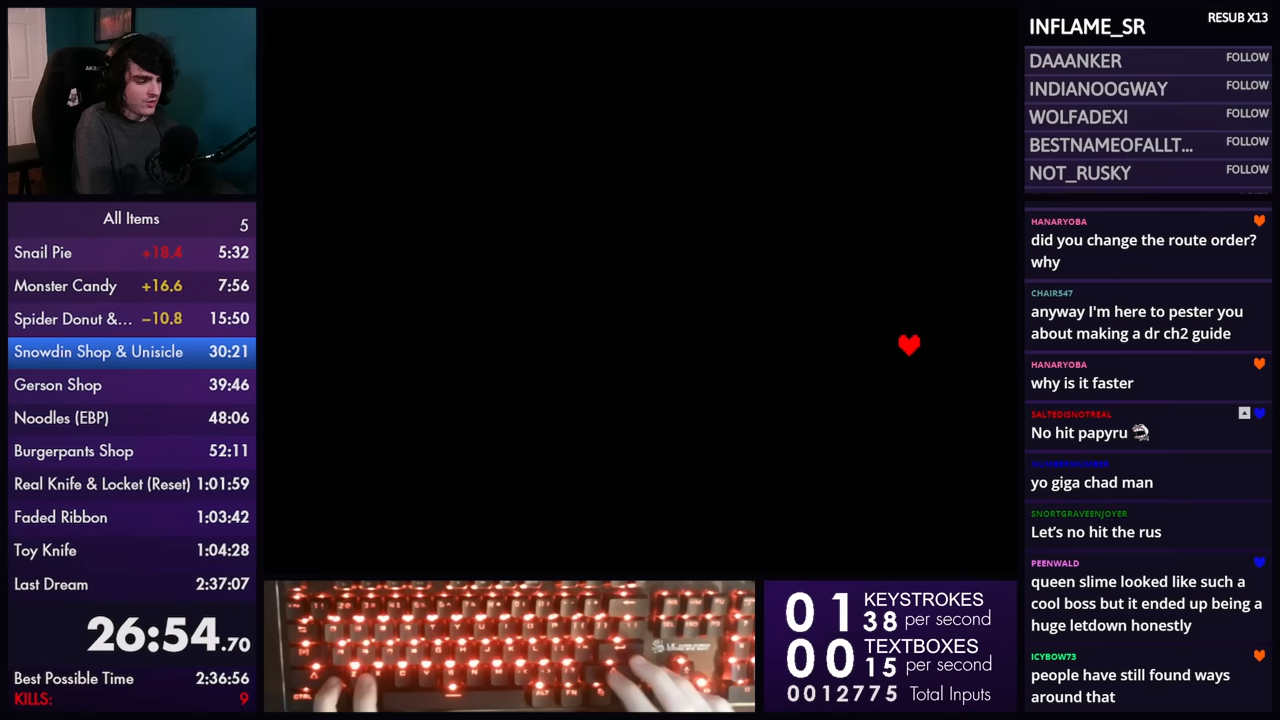 INFLAME_SR RESUB X13
DAAANKER FOLLOW
INDIANOOGWAY FOLLOW
WOLFADEXI FOLLOW
BESTNAMEOFALLT... FOLLOW
NOT_RUSKY FOLLOW
All Items 5
Snail Pie +18.4 5:32
Monster Candy +16.6 7:56
Spider Donut &... −10.8 15:50
Snowdin Shop & Unisicle 30:21
Gerson Shop 39:46
Noodles (EBP) 48:06
Burgerpants Shop 52:11
Real Knife & Locket (Reset) 1:01:59
Faded Ribbon 1:03:42
Toy Knife 1:04:28
Last Dream 2:37:07
26:54.70
Best Possible Time 2:36:56
KILLS: 9
01 38 KEYSTROKES per second
00 15 TEXTBOXES per second
0012775 Total Inputs
HANARYOBA
did you change the route order?
why
CHAIR547
anyway I'm here to pester you
about making a dr ch2 guide
HANARYOBA
why is it faster
SALTEDISNOTREAL
No hit papyru
yo giga chad man
SNORTGRAVEENJOYER
Let's no hit the rus
PEENWALD
queen slime looked like such a
cool boss but it ended up being a
huge letdown honestly
ICYBOW73
people have still found ways
around that